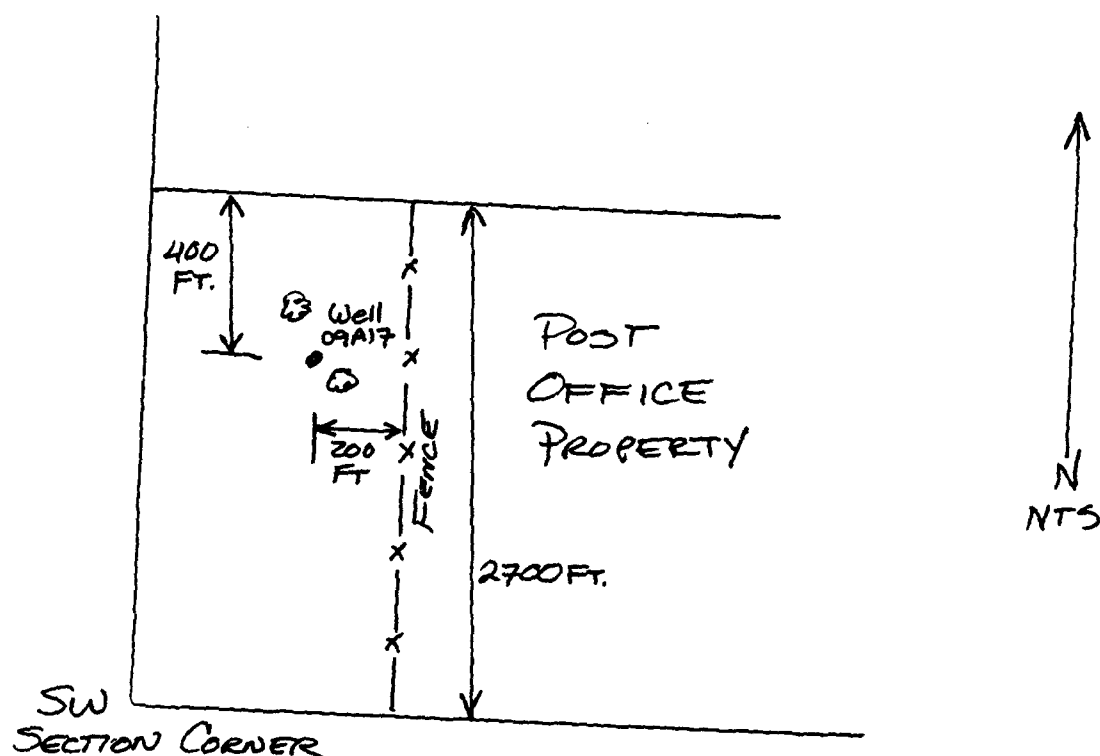 400
FT.
Well
09A17
200
FT
FENCE
POST
OFFICE
PROPERTY
2700 FT.
N
NTS
SW
SECTION CORNER